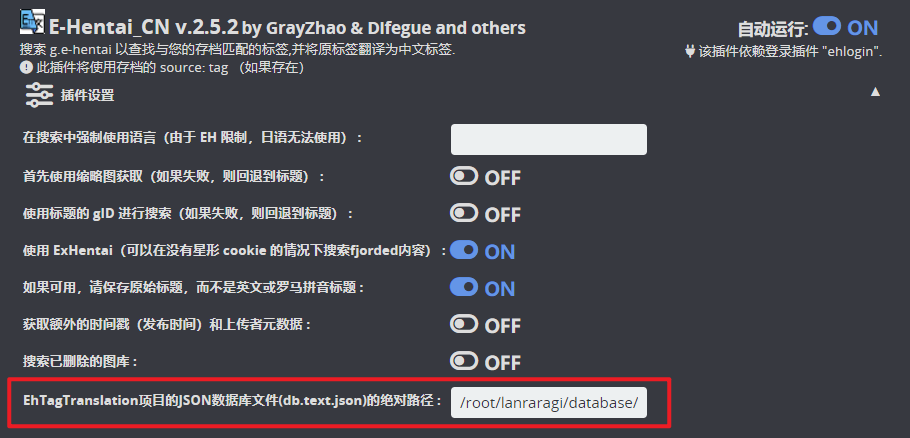 E-Hentai_CN v.2.5.2 by GrayZhao & DIfegue and others
自动运行: ON
搜索 g.e-hentai 以查找与您的存档匹配的标签,并将原标签翻译为中文标签.
该插件依赖登录插件 "ehlogin".
此插件将使用存档的 source: tag （如果存在）
插件设置
▲
在搜索中强制使用语言（由于 EH 限制，日语无法使用）:
首先使用缩略图获取（如果失败，则回退到标题）: OFF
使用标题的 gID 进行搜索（如果失败，则回退到标题）: OFF
使用 ExHentai（可以在没有星形 cookie 的情况下搜索fjorded内容）: ON
如果可用，请保存原始标题，而不是英文或罗马拼音标题: ON
获取额外的时间戳（发布时间）和上传者元数据: OFF
搜索已删除的图库: OFF
EhTagTranslation项目的JSON数据库文件(db.text.json)的绝对路径: /root/lanraragi/database/